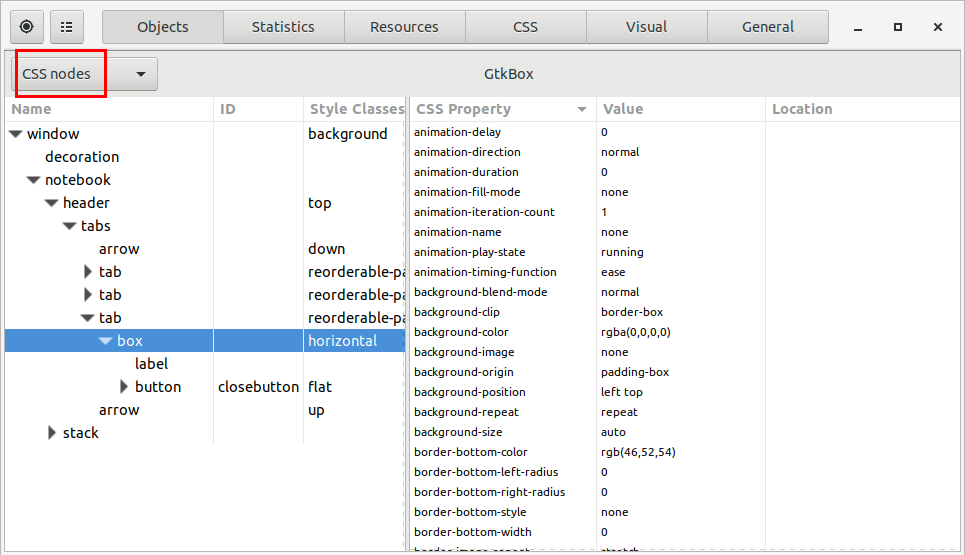 Objects Statistics Resources CSS Visual General
CSS nodes GtkBox
Name ID Style Classes CSS Property Value Location
window background animation-delay 0
decoration animation-direction normal
notebook animation-duration 0
header top animation-fill-mode none
tabs animation-iteration-count 1
arrow down animation-name none
tab reorderable-pa animation-play-state running
tab reorderable-pa animation-timing-function ease
tab reorderable-pa background-blend-mode normal
box horizontal background-clip border-box
label background-color rgba(0,0,0,0)
button closebutton flat background-image none
arrow up background-origin padding-box
stack background-position left top
background-repeat repeat
background-size auto
border-bottom-color rgb(46,52,54)
border-bottom-left-radius 0
border-bottom-right-radius 0
border-bottom-style none
border-bottom-width 0